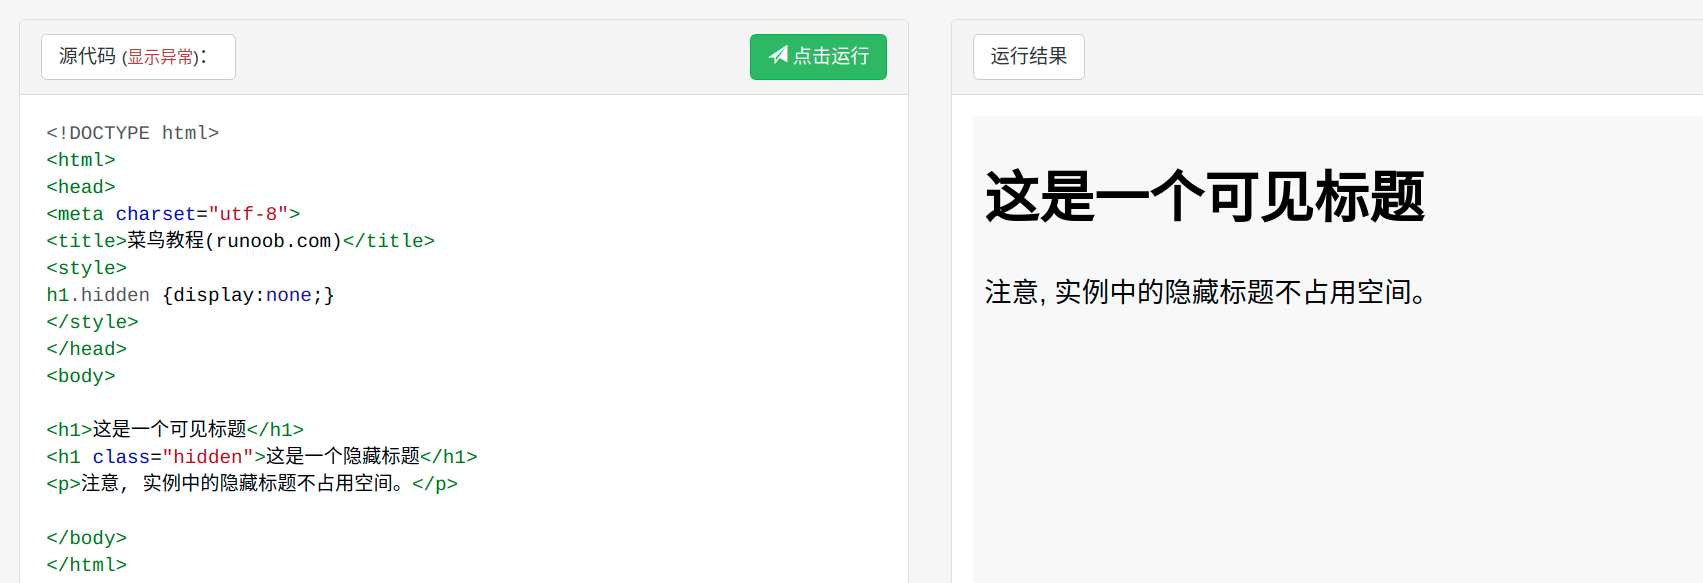 源代码 (显示异常)：
点击运行
<!DOCTYPE html>
<html>
<head>
<meta charset="utf-8">
<title>菜鸟教程(runoob.com)</title>
<style>
h1.hidden {display:none;}
</style>
</head>
<body>
<h1>这是一个可见标题</h1>
<h1 class="hidden">这是一个隐藏标题</h1>
<p>注意, 实例中的隐藏标题不占用空间。</p>
</body>
</html>
运行结果
这是一个可见标题
注意, 实例中的隐藏标题不占用空间。